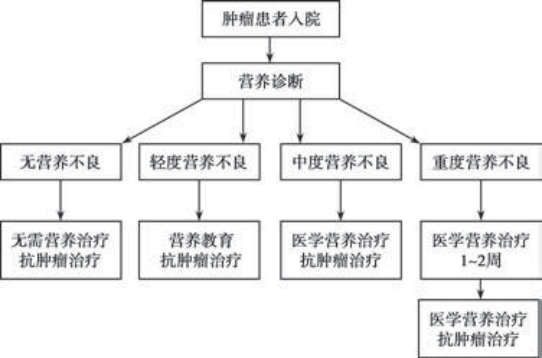 肿瘤患者入院
营养诊断
无营养不良
轻度营养不良
中度营养不良
重度营养不良
无需营养治疗
抗肿瘤治疗
营养教育
抗肿瘤治疗
医学营养治疗
抗肿瘤治疗
医学营养治疗
1~2周
医学营养治疗
抗肿瘤治疗